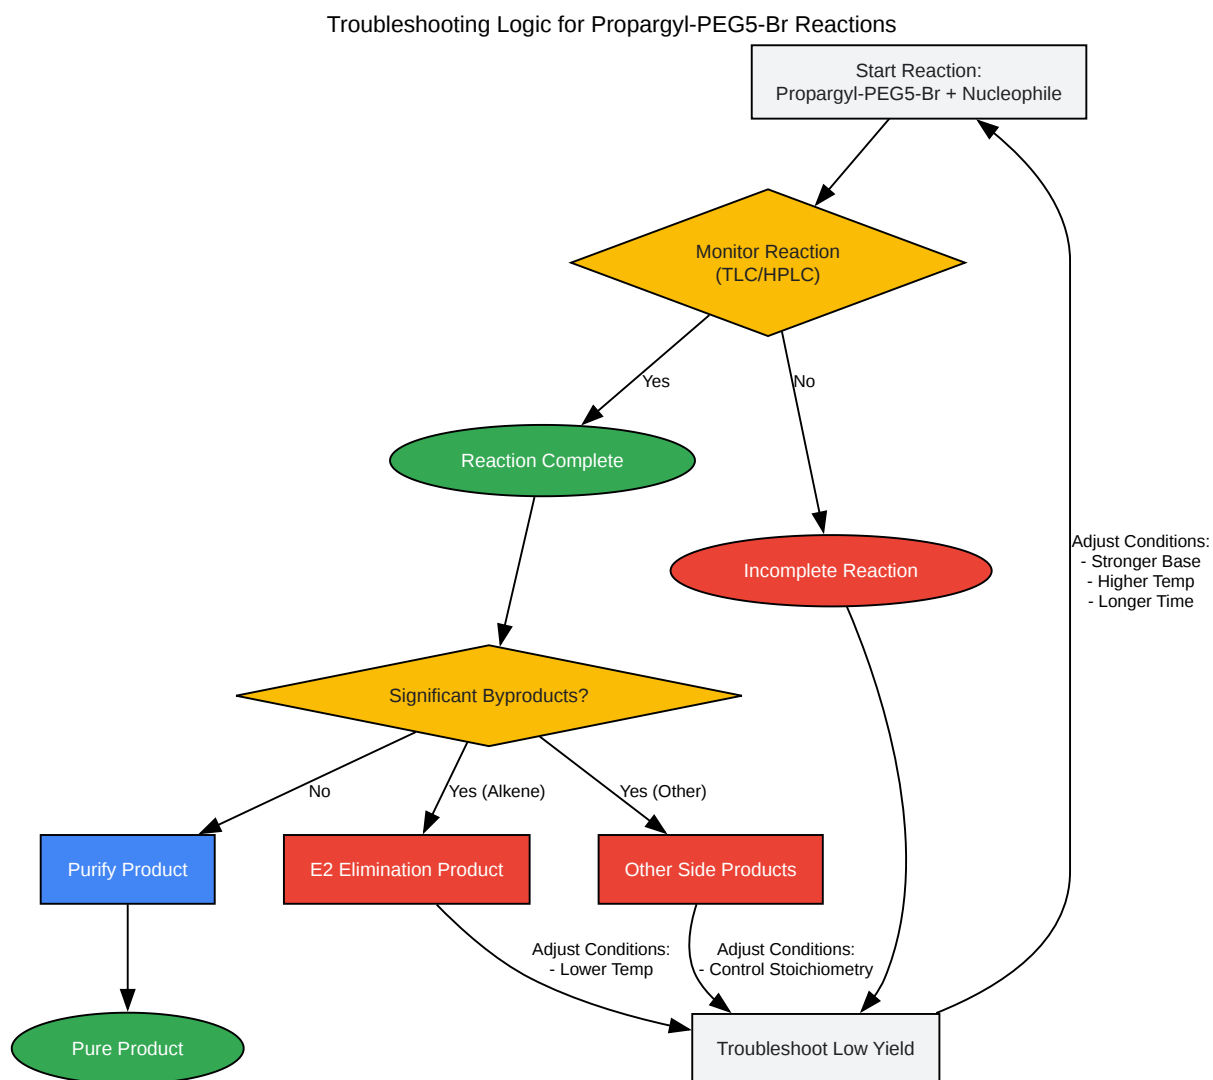 Troubleshooting Logic for Propargyl-PEG5-Br Reactions
Start Reaction:
Propargyl-PEG5-Br + Nucleophile
Monitor Reaction
(TLC/HPLC)
Yes
No
Reaction Complete
Incomplete Reaction
Adjust Conditions:
- Stronger Base
- Higher Temp
- Longer Time
Significant Byproducts?
No
Yes (Alkene)
Yes (Other)
Purify Product
E2 Elimination Product
Other Side Products
Adjust Conditions:
- Lower Temp
Adjust Conditions:
- Control Stoichiometry
Pure Product
Troubleshoot Low Yield